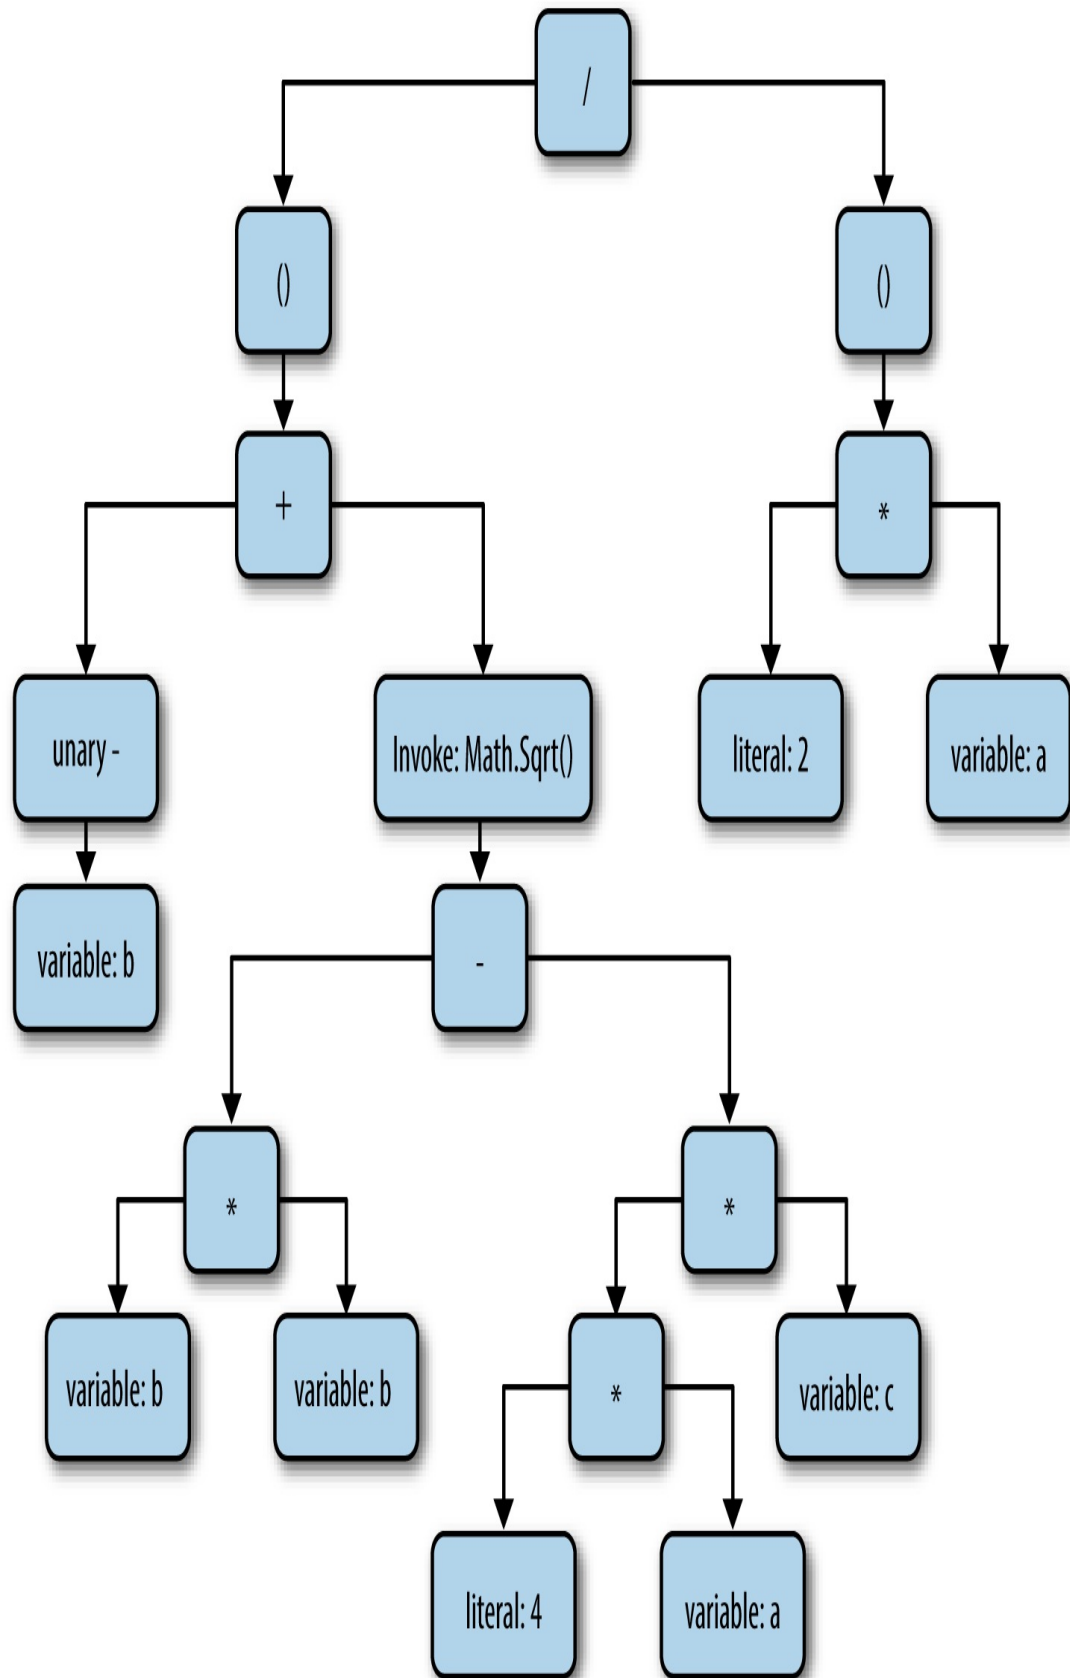 /
()
()
+
*
unary -
Invoke: Math.Sqrt()
literal: 2
variable: a
variable: b
-
*
*
variable: b
variable: b
*
variable: c
literal: 4
variable: a